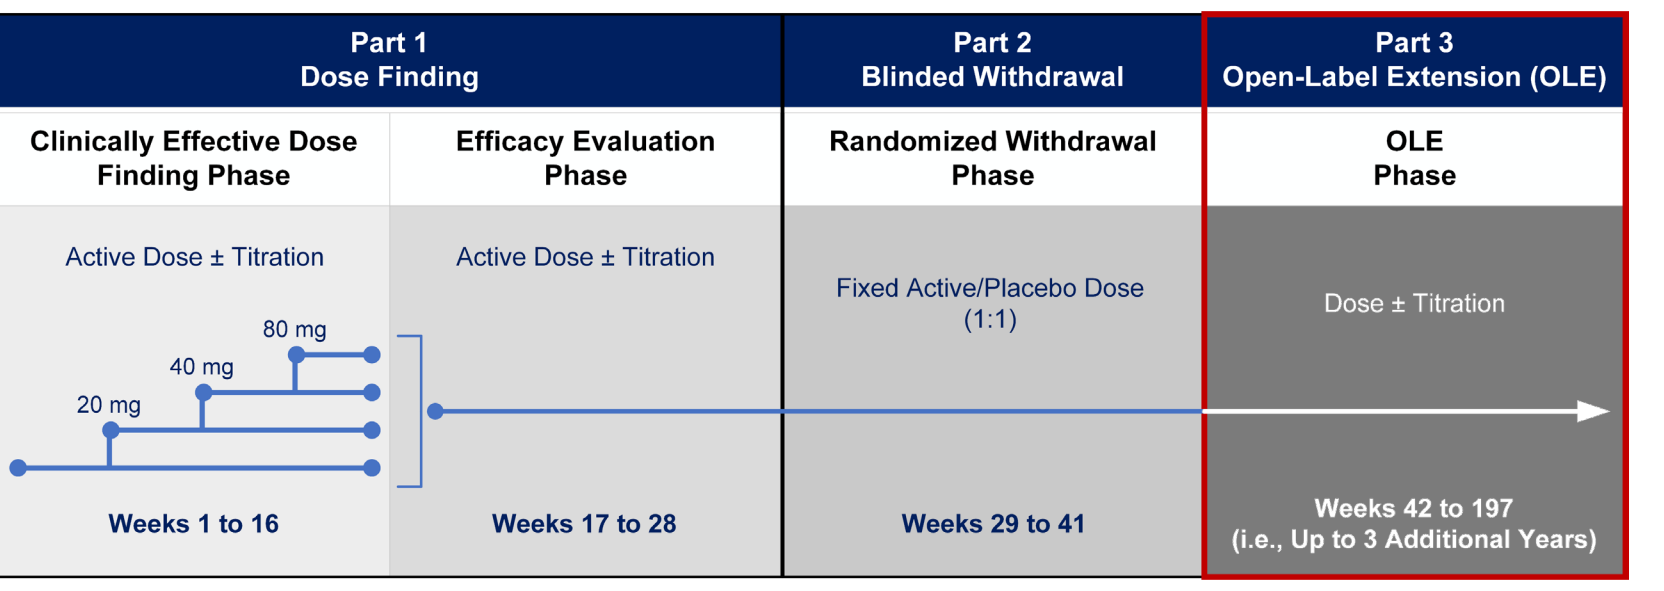 Part 1
Dose Finding
Part 2
Blinded Withdrawal
Part 3
Open-Label Extension (OLE)
Clinically Effective Dose
Finding Phase
Efficacy Evaluation
Phase
Randomized Withdrawal
Phase
OLE
Phase
Active Dose ± Titration
80 mg
40 mg
20 mg
Weeks 1 to 16
Active Dose ± Titration
Weeks 17 to 28
Fixed Active/Placebo Dose
(1:1)
Weeks 29 to 41
Dose ± Titration
Weeks 42 to 197
(i.e., Up to 3 Additional Years)